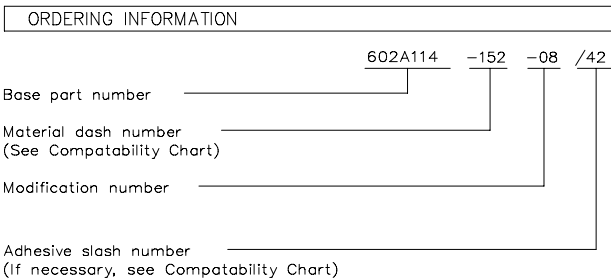 ORDERING INFORMATION
602A114 -152 -08 /42
Base part number
Material dash number
(See Compatability Chart)
Modification number
Adhesive slash number
(If necessary, see Compatability Chart)